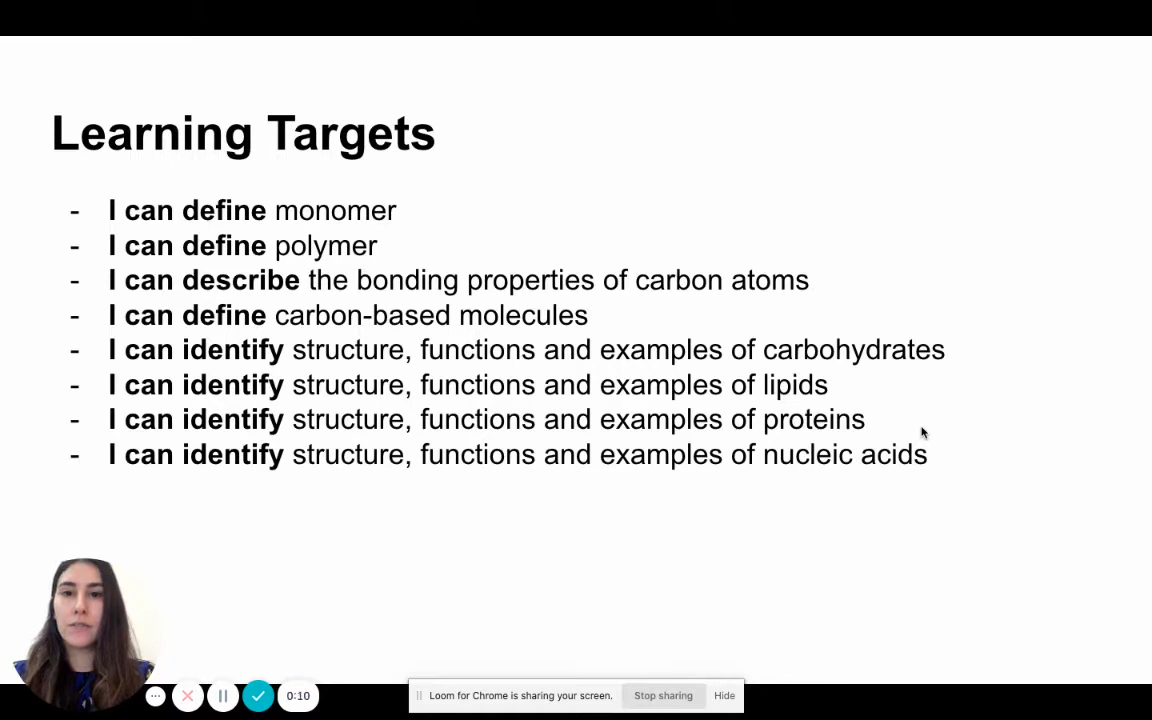 Learning Targets
- I can define monomer
- I can define polymer
- I can describe the bonding properties of carbon atoms
- I can define carbon-based molecules
- I can identify structure, functions and examples of carbohydrates
- I can identify structure, functions and examples of lipids
- I can identify structure, functions and examples of proteins
- I can identify structure, functions and examples of nucleic acids
0:10
Loom for Chrome is sharing your screen. Stop sharing Hide